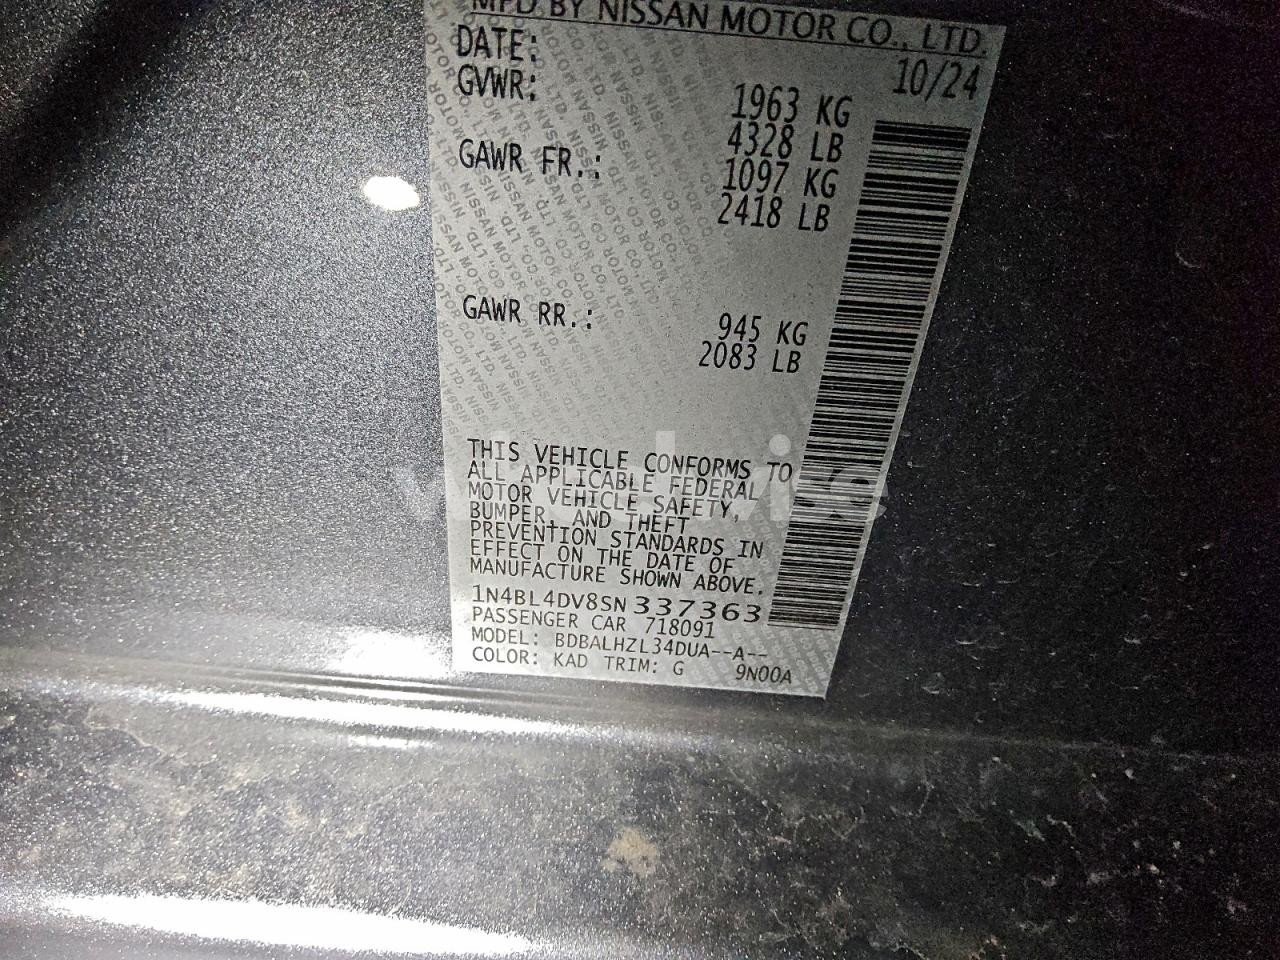 MFD BY NISSAN MOTOR CO., LTD.
DATE: 10/24
GVWR: 1963 KG
4328 LB
GAWR FR.: 1097 KG
2418 LB
GAWR RR.: 945 KG
2083 LB
THIS VEHICLE CONFORMS TO
ALL APPLICABLE FEDERAL
MOTOR VEHICLE SAFETY,
BUMPER, AND THEFT
PREVENTION STANDARDS IN
EFFECT ON THE DATE OF
MANUFACTURE SHOWN ABOVE.
1N4BL4DV8SN337363
PASSENGER CAR 718091
MODEL: BDBALHZL34DUA--A--
COLOR: KAD TRIM: G 9N00A